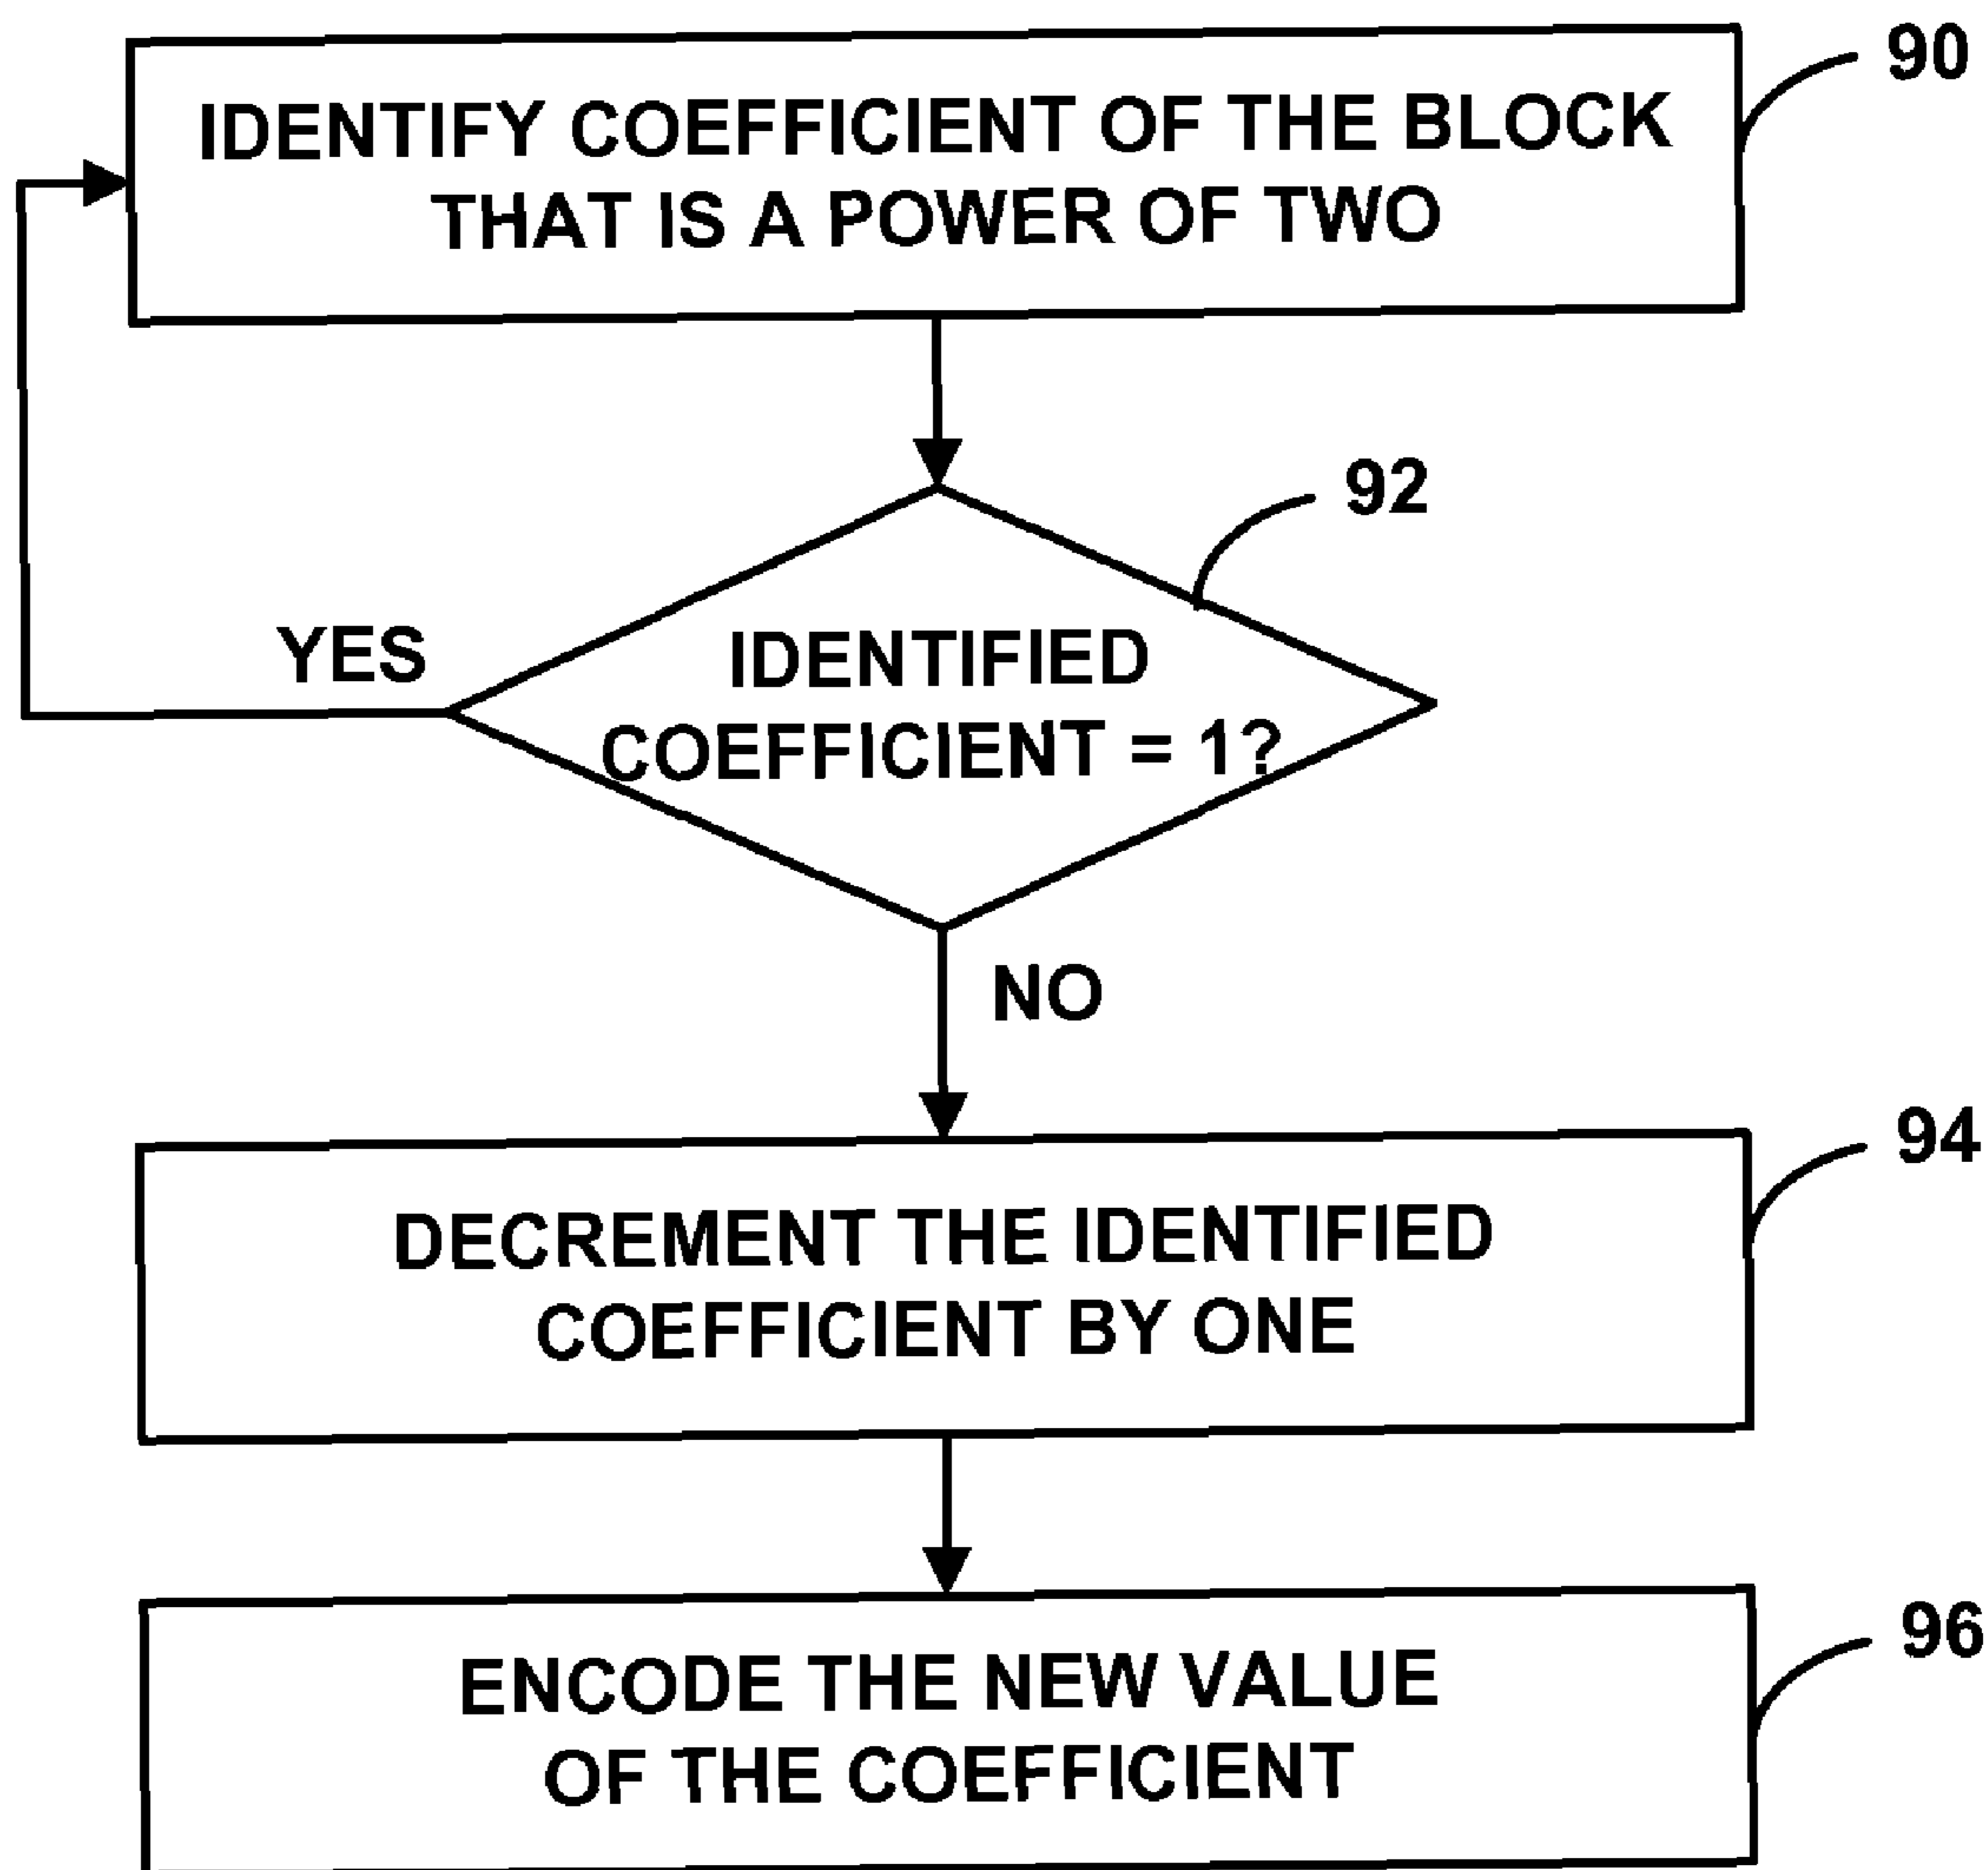 90
IDENTIFY COEFFICIENT OF THE BLOCK
THAT IS A POWER OF TWO
92
YES
IDENTIFIED
COEFFICIENT = 1?
NO
94
DECREMENT THE IDENTIFIED
COEFFICIENT BY ONE
96
ENCODE THE NEW VALUE
OF THE COEFFICIENT